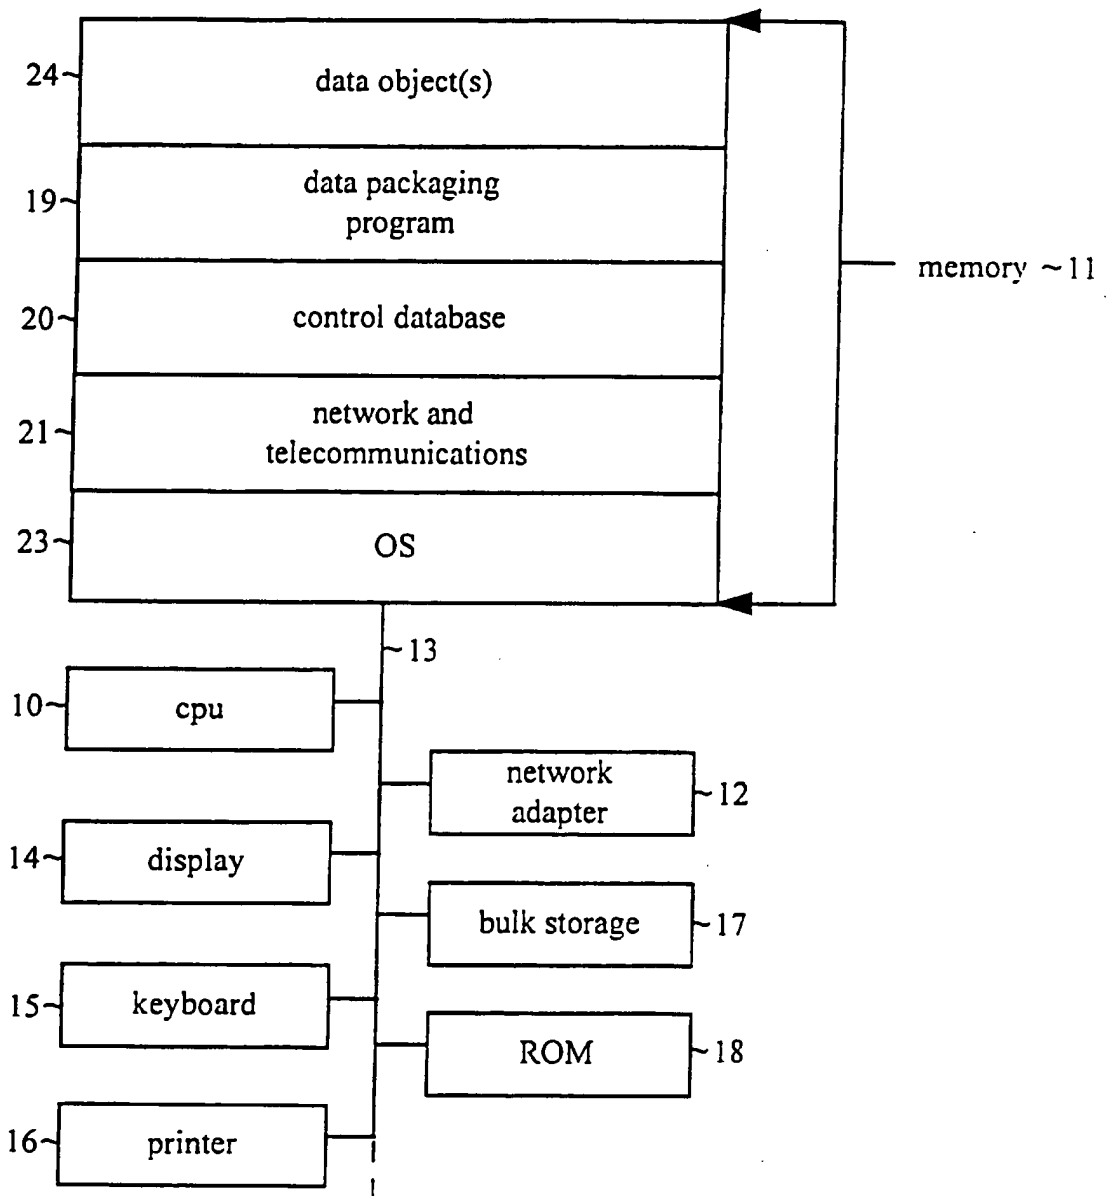 24~ data object(s)
19~ data packaging
program
memory ~11
20~ control database
21~ network and
telecommunications
23~ OS
~13
10~ cpu
network
adapter ~12
14~ display
bulk storage ~17
15~ keyboard
ROM ~18
16~ printer